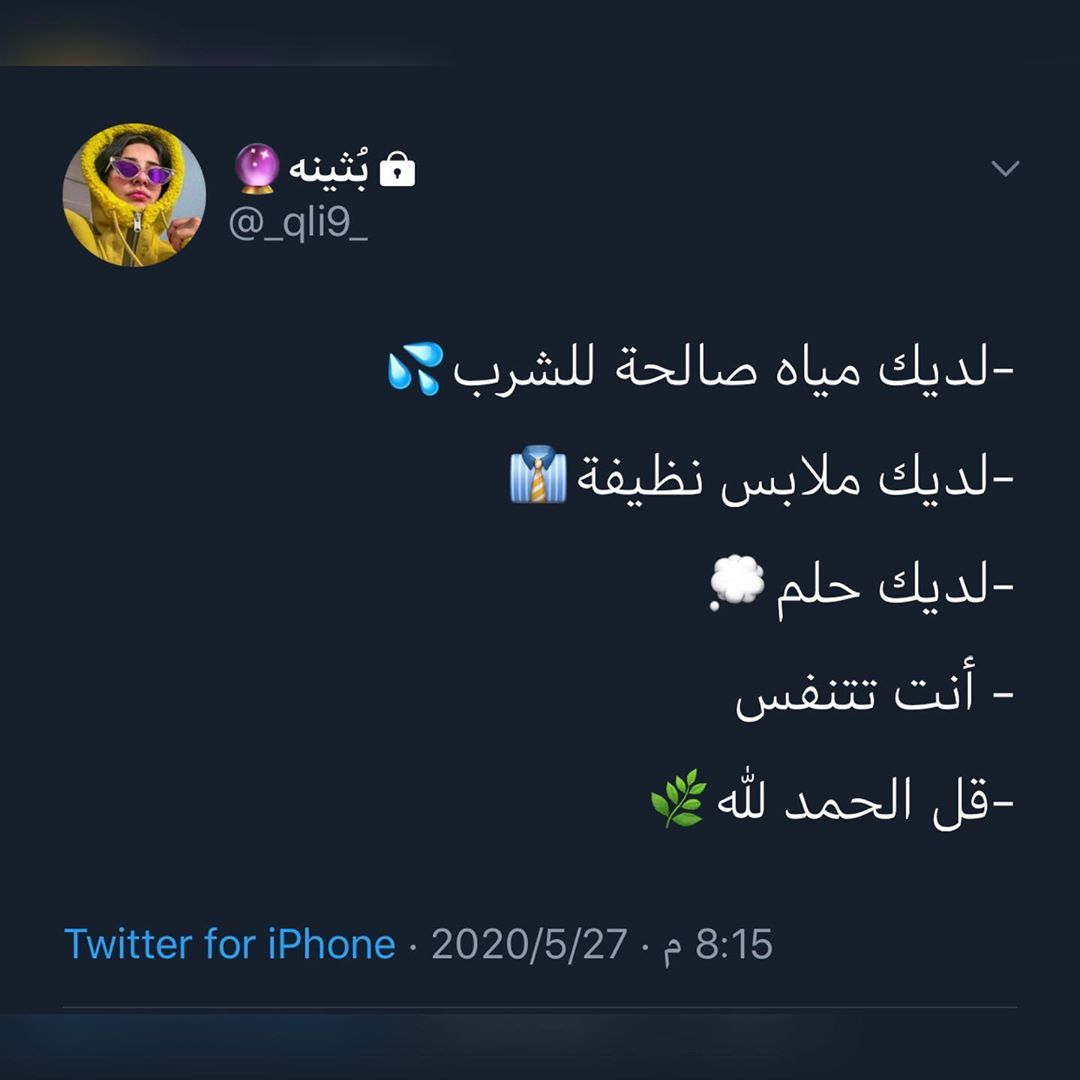 بُثينه🔮
@_qli9_
-لديك مياه صالحة للشرب💦
-لديك ملابس نظيفة👔
-لديك حلم💭
- أنت تتنفس
-قل الحمد لله🌿
8:15 م · 2020/5/27 · Twitter for iPhone